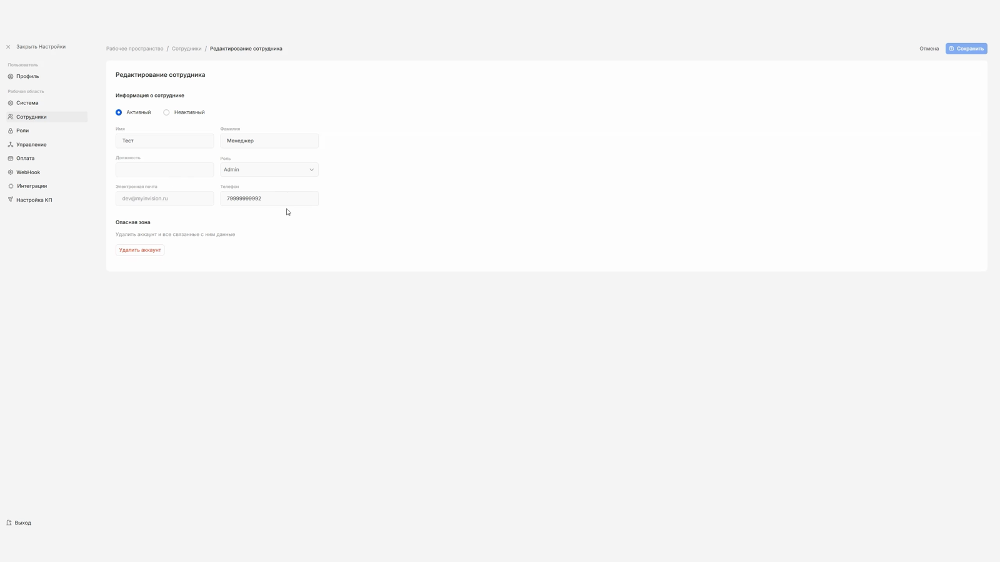 Закрыть Настройки
Пользователь
Профиль
Рабочая область
Система
Сотрудники
Роли
Управление
Оплата
WebHook
Интеграции
Настройка КП
Выход
Рабочее пространство / Сотрудники / Редактирование сотрудника
Отмена
Сохранить
Редактирование сотрудника
Информация о сотруднике
Активный Неактивный
Имя Фамилия
Тест Менеджер
Должность Роль
Admin
Электронная почта Телефон
dev@myinvision.ru 79999999992
Опасная зона
Удалить аккаунт и все связанные с ним данные
Удалить аккаунт